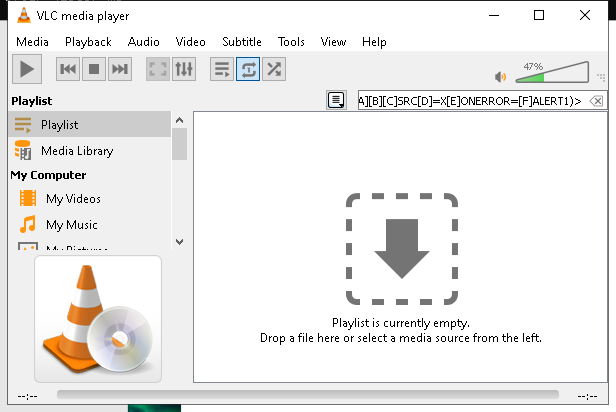 VLC media player
Media Playback Audio Video Subtitle Tools View Help
47%
Playlist
A][B][C]SRC[D]=X[E]ONERROR=[F]ALERT1)>
Playlist
Media Library
My Computer
My Videos
My Music
My Pictures
Playlist is currently empty.
Drop a file here or select a media source from the left.
--:-- --:--